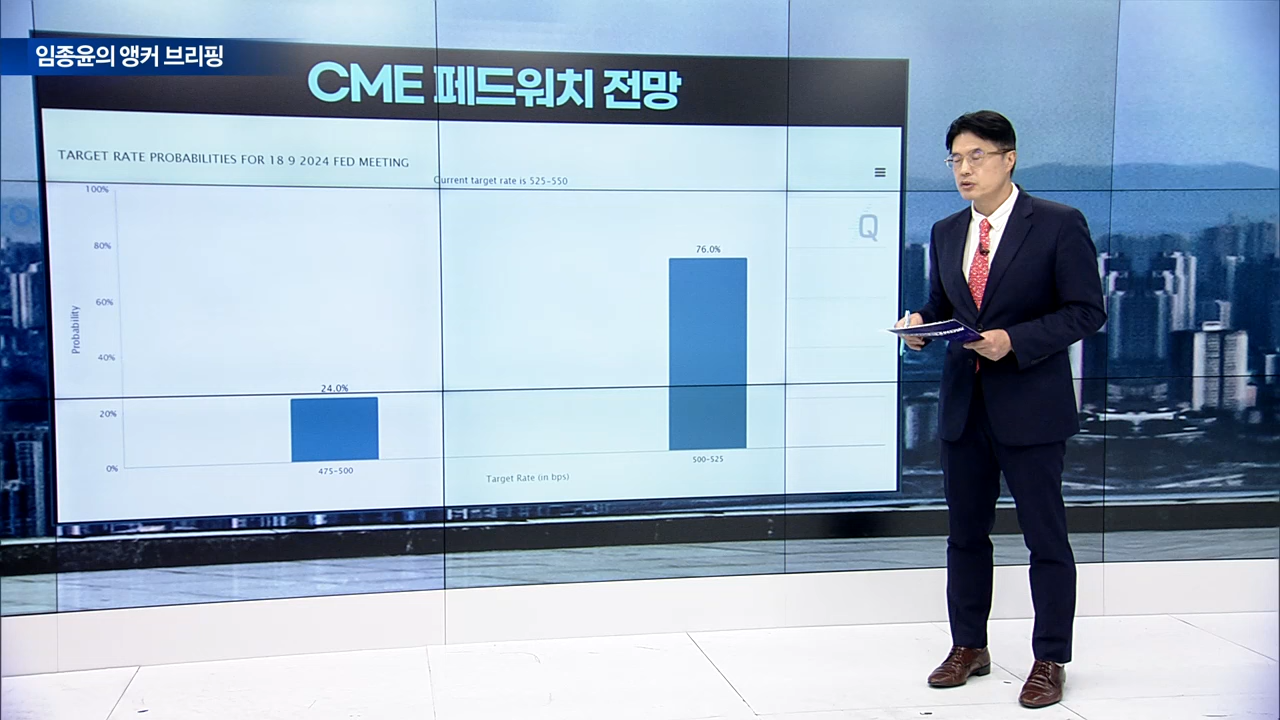 임종윤의 앵커 브리핑
CME 페드워치 전망
TARGET RATE PROBABILITIES FOR 18 9 2024 FED MEETING
Current target rate is 525-550
100%
80%
60%
40%
20%
0%
Probability
24.0%
76.0%
475-500
500-525
Target Rate (in bps)
Q